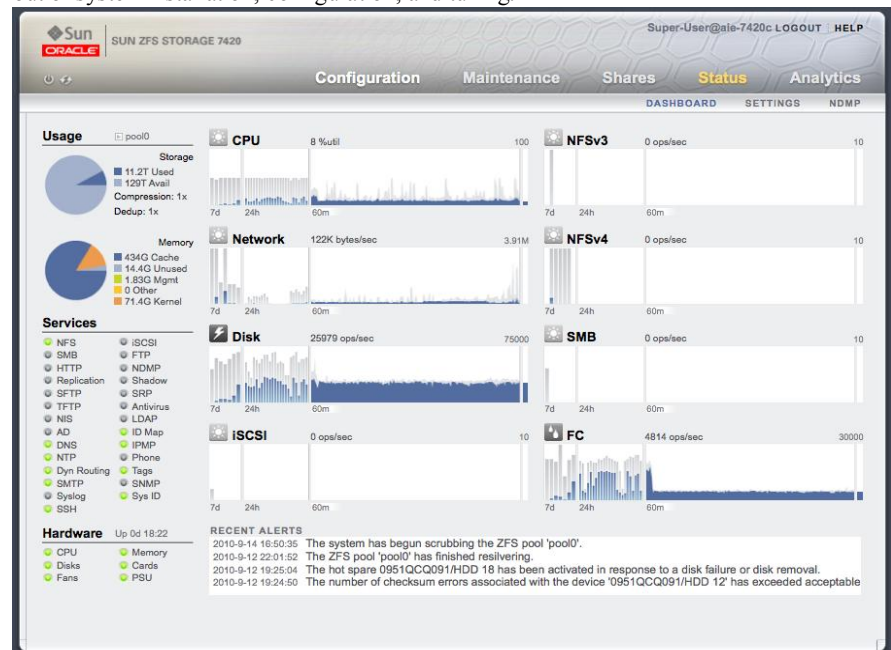 Sun
ORACLE
SUN ZFS STORAGE 7420
Super-User@aie-7420c LOGOUT HELP
Configuration Maintenance Shares Status Analytics
DASHBOARD SETTINGS NDMP
Usage pool0
Storage
11.2T Used
129T Avail
Compression: 1x
Dedup: 1x
Memory
434G Cache
14.4G Unused
1.83G Mgmt
0 Other
71.4G Kernel
Services
NFS iSCSI
SMB FTP
HTTP NDMP
Replication Shadow
SFTP SRP
TFTP Antivirus
NIS LDAP
AD ID Map
DNS IPMP
NTP Phone
Dyn Routing Tags
SMTP SNMP
Syslog Sys ID
SSH
Hardware Up 0d 18:22
CPU Memory
Disks Cards
Fans PSU
CPU 8 %util 100
7d 24h 60m
Network 122K bytes/sec 3.91M
7d 24h 60m
Disk 25979 ops/sec 75000
7d 24h 60m
iSCSI 0 ops/sec 10
7d 24h 60m
NFSv3 0 ops/sec 10
7d 24h 60m
NFSv4 0 ops/sec 10
7d 24h 60m
SMB 0 ops/sec 10
7d 24h 60m
FC 4814 ops/sec 30000
7d 24h 60m
RECENT ALERTS
2010-9-14 16:50:35 The system has begun scrubbing the ZFS pool 'pool0'.
2010-9-12 22:01:52 The ZFS pool 'pool0' has finished resilvering.
2010-9-12 19:25:04 The hot spare 0951QCQ091/HDD 18 has been activated in response to a disk failure or disk removal.
2010-9-12 19:24:50 The number of checksum errors associated with the device '0951QCQ091/HDD 12' has exceeded acceptable